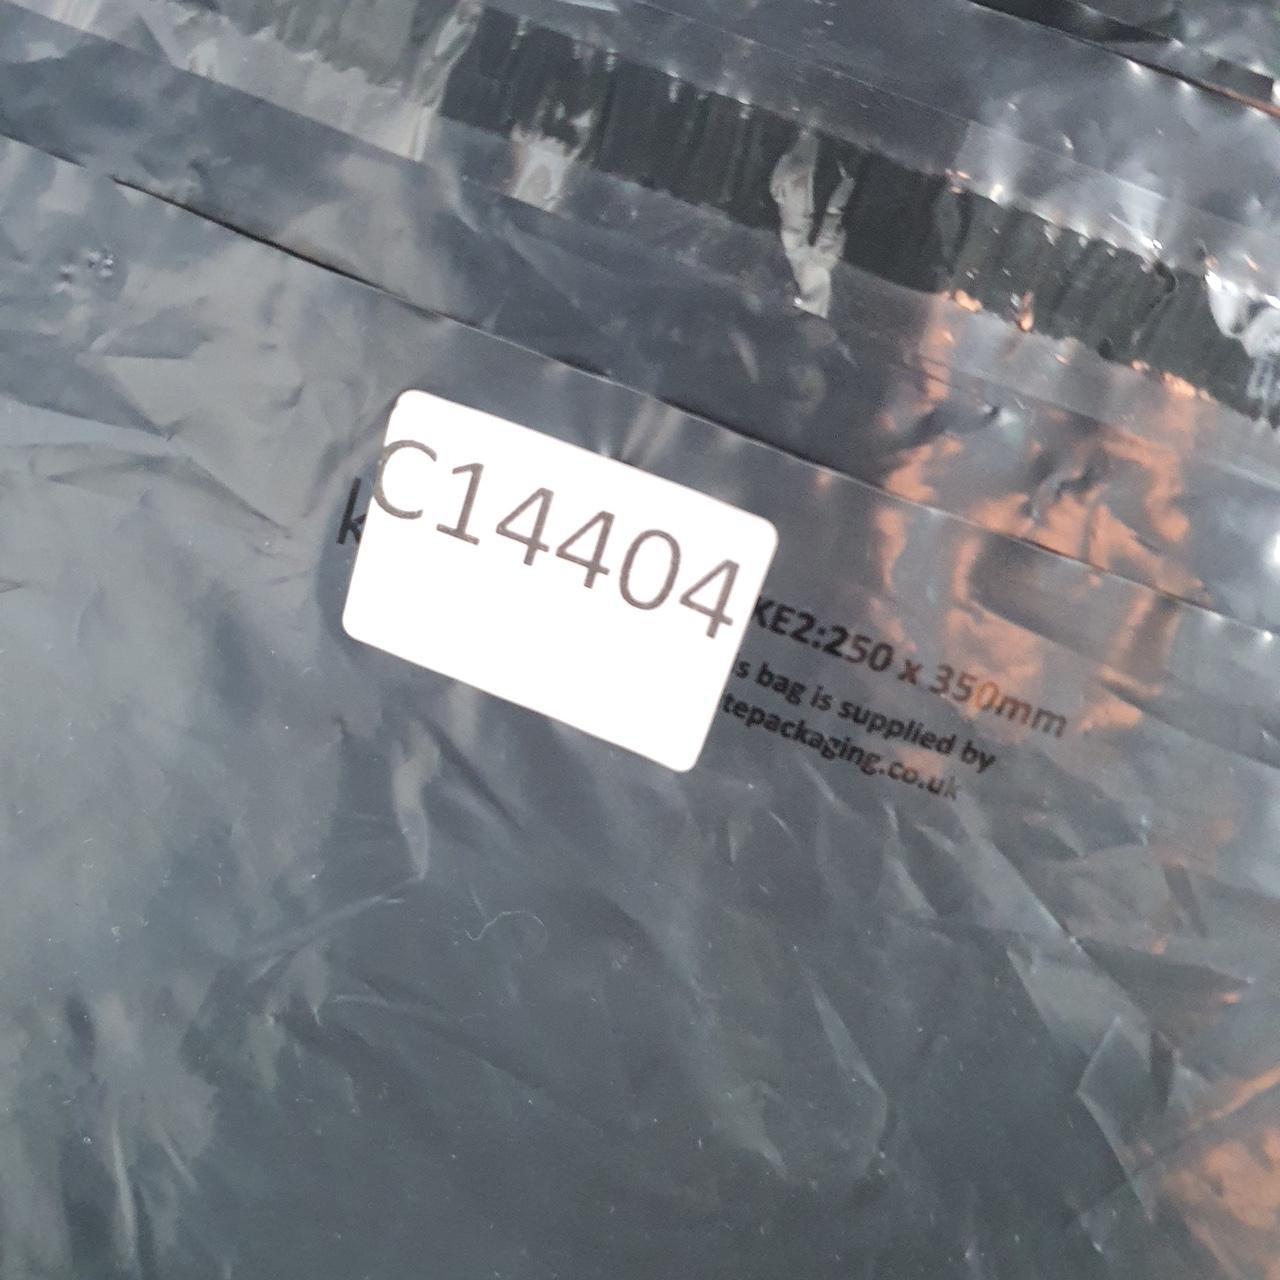 C14404
KE2:250 x 350mm
bag is supplied by
tepackaging.co.uk